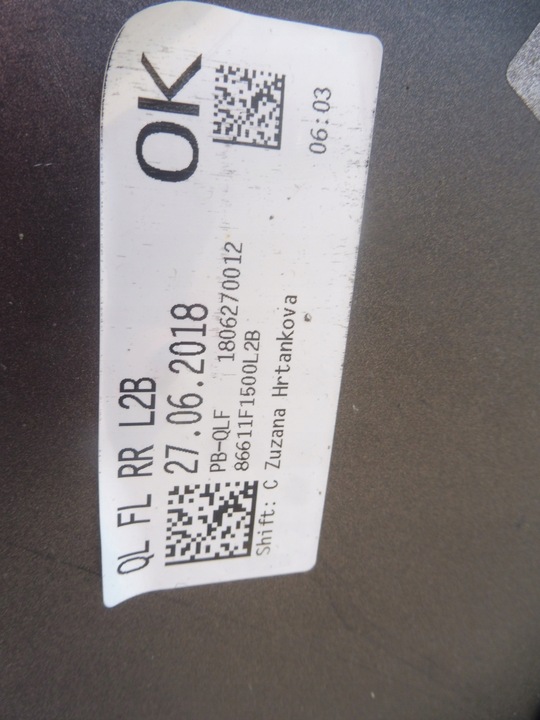 QL FL RR L2B
27.06.2018
OK
PB-QLF 1806270012
86611F1500L2B
Shift: C Zuzana Hrtankova
06:03